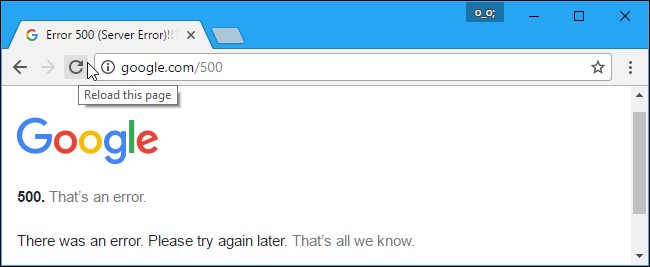 o_o;
Error 500 (Server Error)!!1
google.com/500
Reload this page
Google
500. That's an error.
There was an error. Please try again later. That's all we know.